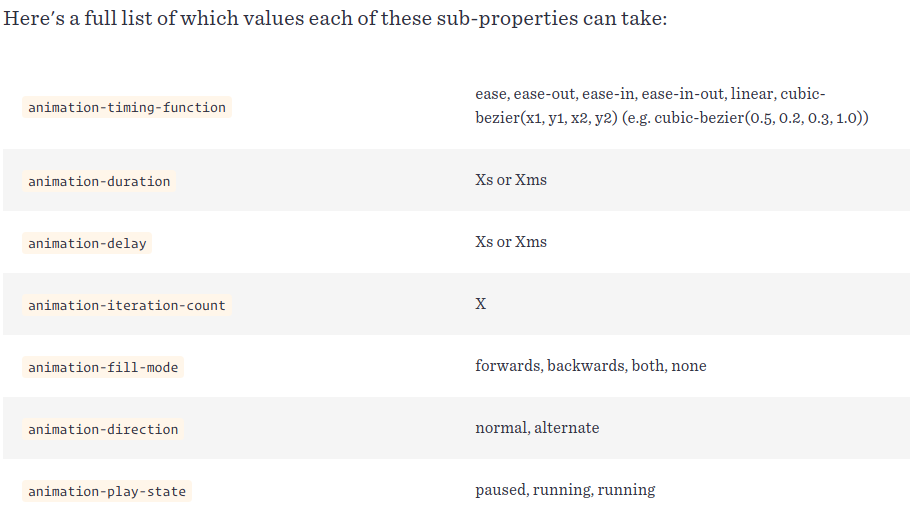 Here's a full list of which values each of these sub-properties can take:
animation-timing-function
ease, ease-out, ease-in, ease-in-out, linear, cubic-
bezier(x1, y1, x2, y2) (e.g. cubic-bezier(0.5, 0.2, 0.3, 1.0))
animation-duration
Xs or Xms
animation-delay
Xs or Xms
animation-iteration-count
X
animation-fill-mode
forwards, backwards, both, none
animation-direction
normal, alternate
animation-play-state
paused, running, running